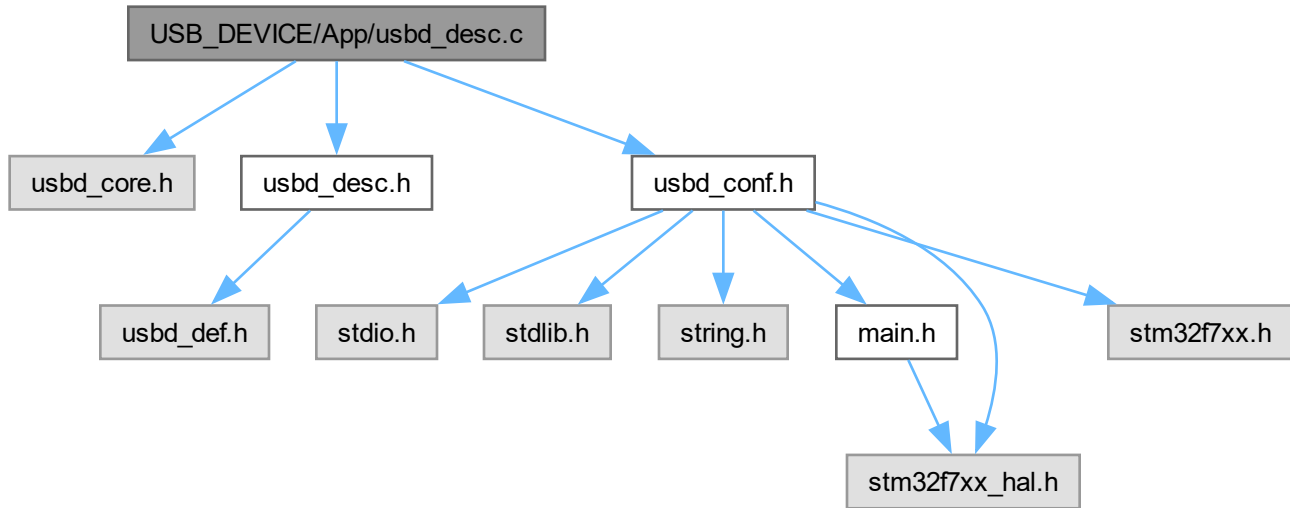 USB_DEVICE/App/usbd_desc.c
usbd_core.h
usbd_desc.h
usbd_conf.h
usbd_def.h
stdio.h
stdlib.h
string.h
main.h
stm32f7xx.h
stm32f7xx_hal.h